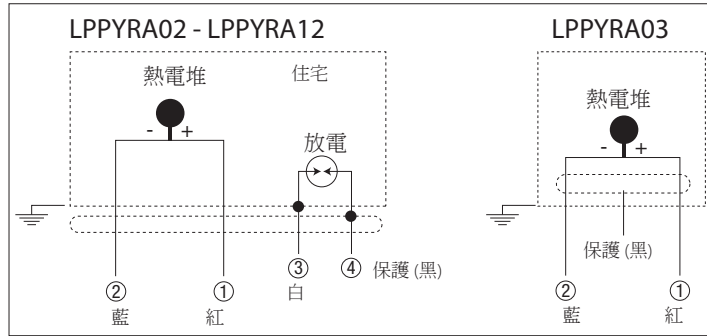 LPPYRA02 - LPPYRA12
熱電堆
住宅
- +
放電
② ① ③ ④ 保護 (黑)
藍 紅 白
LPPYRA03
熱電堆
- +
保護 (黑)
② ①
藍 紅